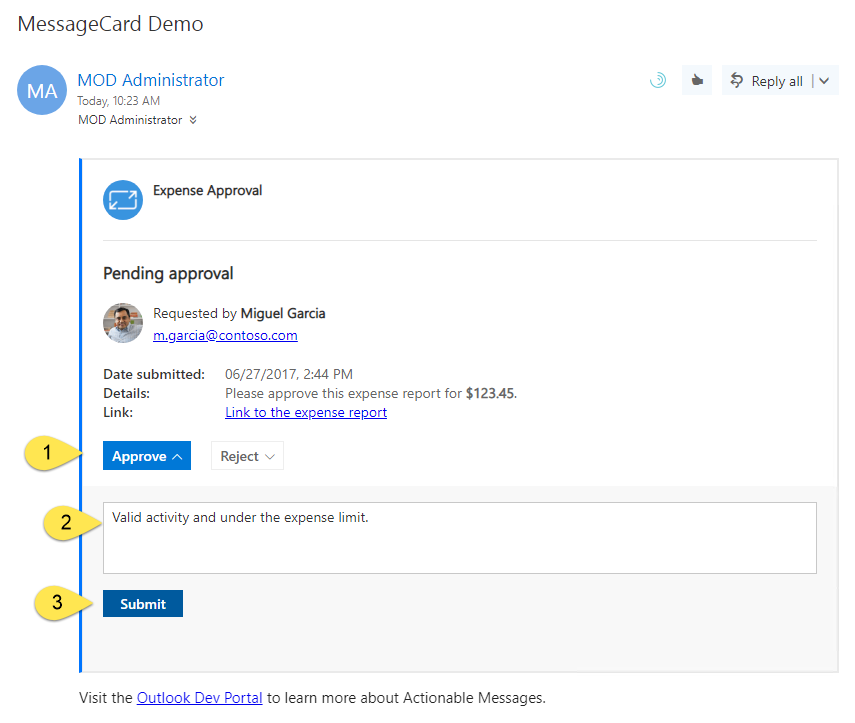 MessageCard Demo
MA
MOD Administrator
Today, 10:23 AM
MOD Administrator
Reply all
Expense Approval
Pending approval
Requested by Miguel Garcia
m.garcia@contoso.com
Date submitted: 06/27/2017, 2:44 PM
Details: Please approve this expense report for $123.45.
Link: Link to the expense report
1
Approve Reject
2
Valid activity and under the expense limit.
3
Submit
Visit the Outlook Dev Portal to learn more about Actionable Messages.